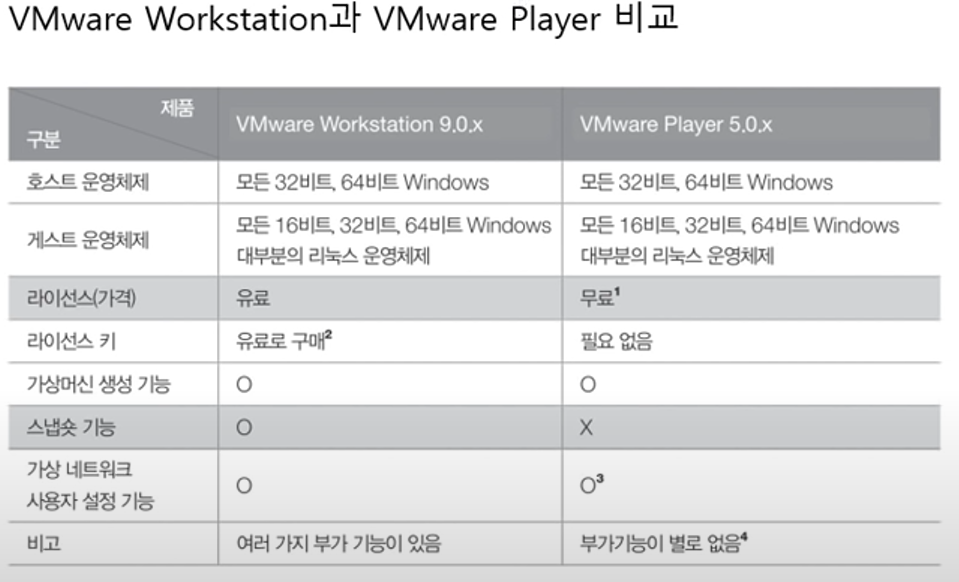 VMware Workstation과 VMware Player 비교
제품
구분
VMware Workstation 9.0.x
VMware Player 5.0.x
호스트 운영체제
모든 32비트, 64비트 Windows
모든 32비트, 64비트 Windows
게스트 운영체제
모든 16비트, 32비트, 64비트 Windows
대부분의 리눅스 운영체제
모든 16비트, 32비트, 64비트 Windows
대부분의 리눅스 운영체제
라이선스(가격)
유료
무료¹
라이선스 키
유료로 구매²
필요 없음
가상머신 생성 기능
O
O
스냅숏 기능
O
X
가상 네트워크
사용자 설정 기능
O
O³
비고
여러 가지 부가 기능이 있음
부가기능이 별로 없음⁴